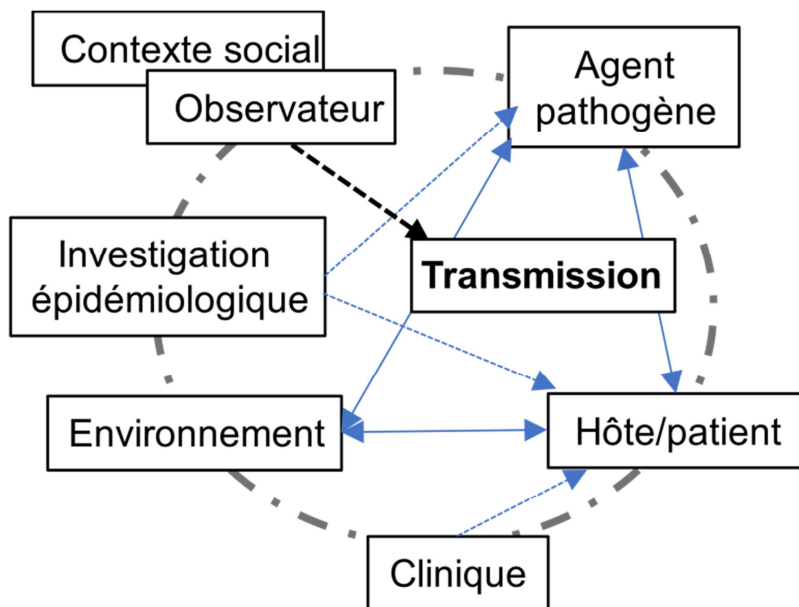 Contexte social
Observateur
Agent
pathogène
Investigation
épidémiologique
Transmission
Environnement
Hôte/patient
Clinique